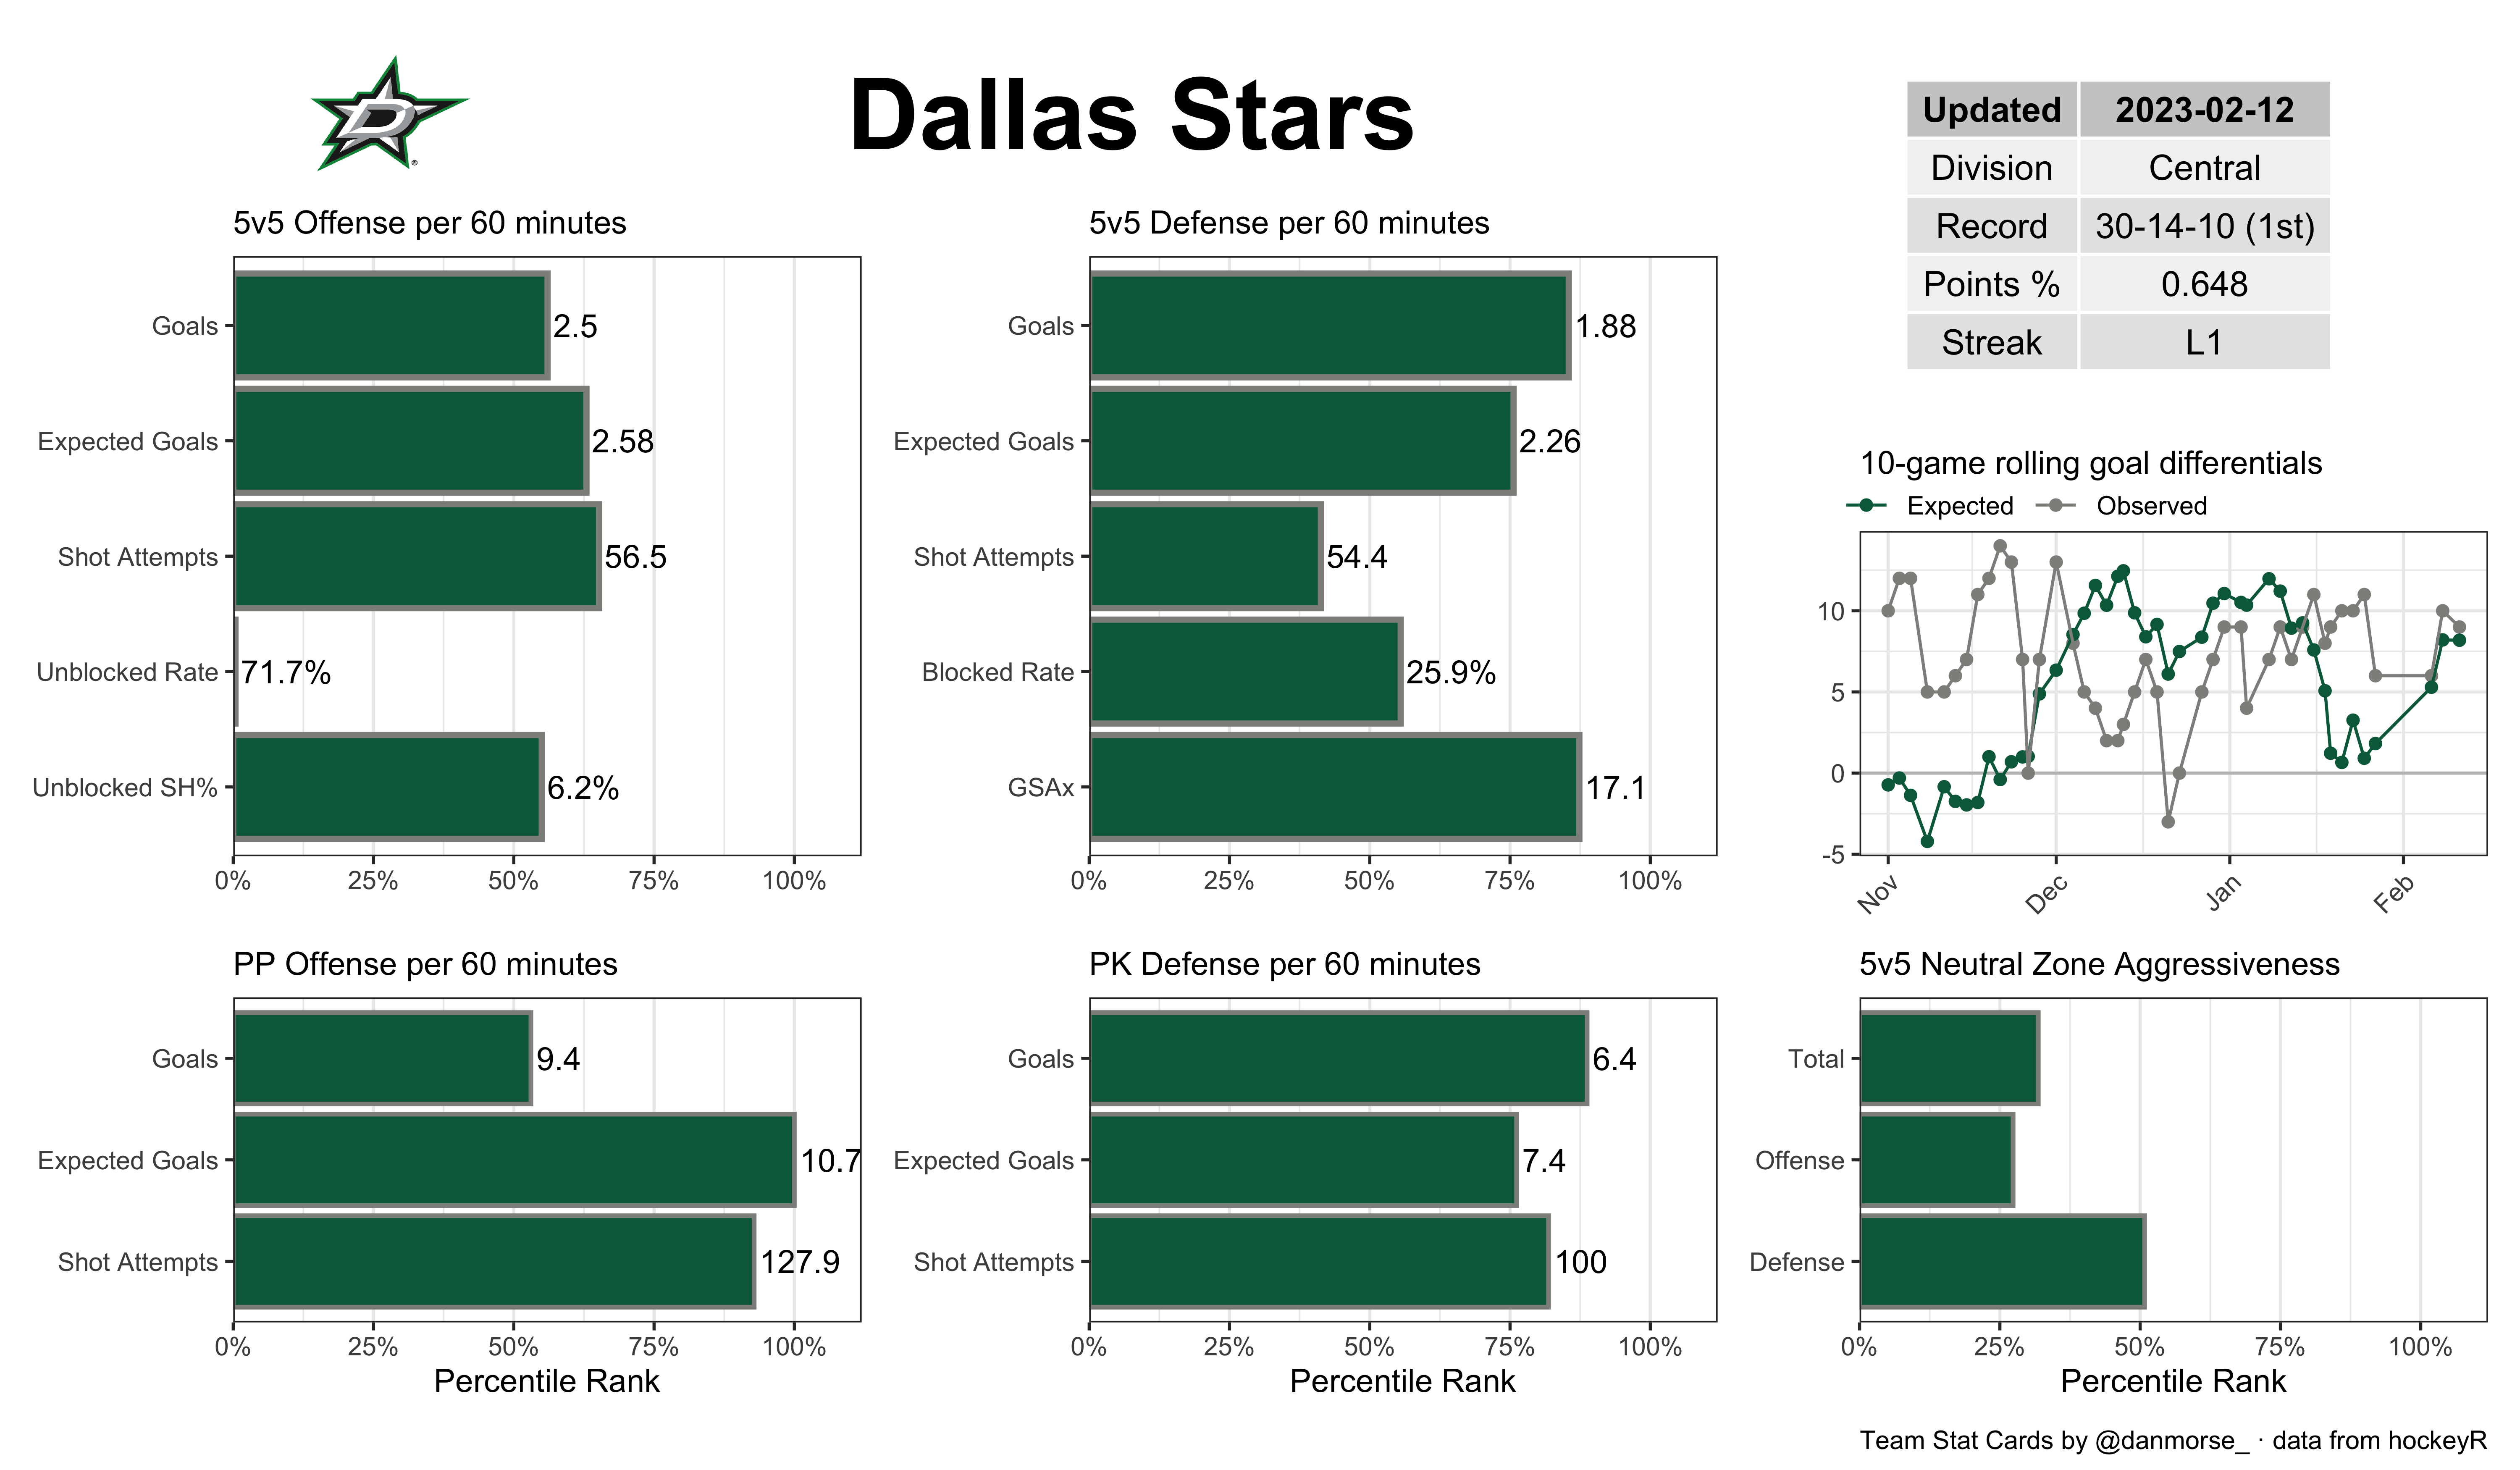 Dallas Stars
Updated 2023-02-12
Division Central
Record 30-14-10 (1st)
Points % 0.648
Streak L1
5v5 Offense per 60 minutes
Goals 2.5
Expected Goals 2.58
Shot Attempts 56.5
Unblocked Rate 71.7%
Unblocked SH% 6.2%
0% 25% 50% 75% 100%
5v5 Defense per 60 minutes
Goals 1.88
Expected Goals 2.26
Shot Attempts 54.4
Blocked Rate 25.9%
GSAx 17.1
0% 25% 50% 75% 100%
10-game rolling goal differentials
Expected Observed
10
5
0
-5
Nov Dec Jan Feb
PP Offense per 60 minutes
Goals 9.4
Expected Goals 10.7
Shot Attempts 127.9
0% 25% 50% 75% 100%
Percentile Rank
PK Defense per 60 minutes
Goals 6.4
Expected Goals 7.4
Shot Attempts 100
0% 25% 50% 75% 100%
Percentile Rank
5v5 Neutral Zone Aggressiveness
Total
Offense
Defense
0% 25% 50% 75% 100%
Percentile Rank
Team Stat Cards by @danmorse_ · data from hockeyR